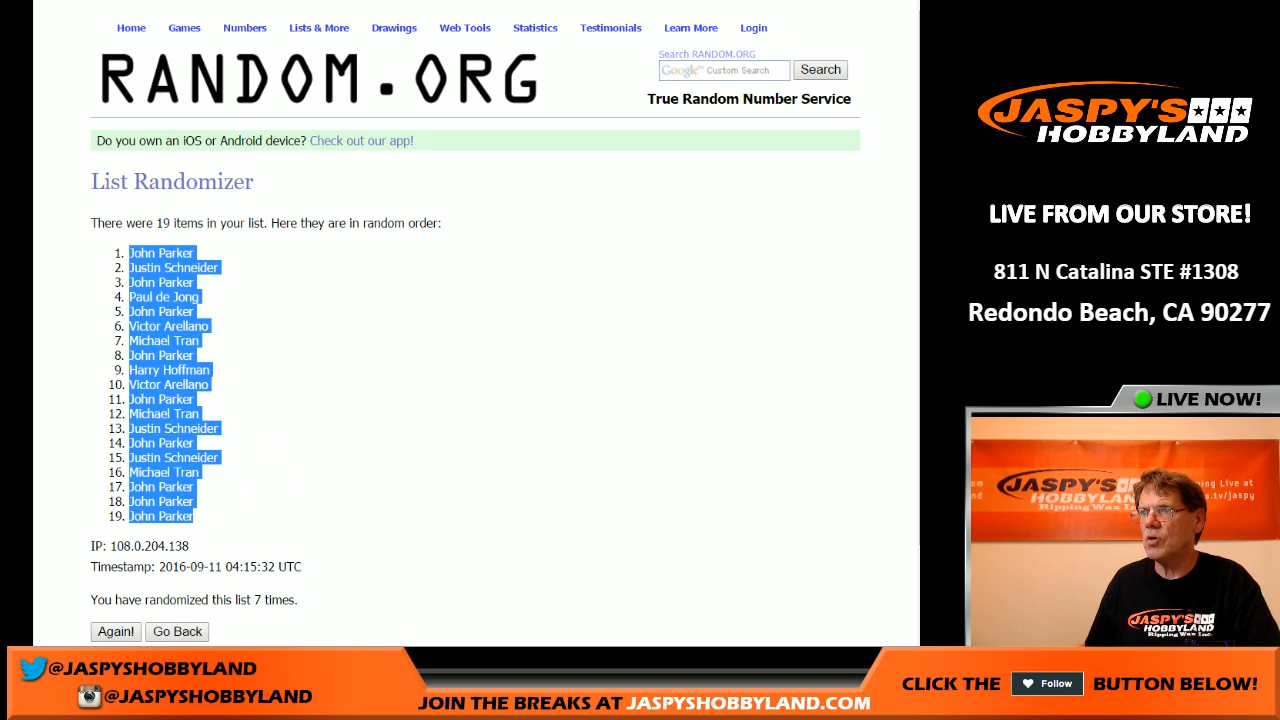 Home Games Numbers Lists & More Drawings Web Tools Statistics Testimonials Learn More Login
RANDOM.ORG
Search RANDOM.ORG
Google™ Custom Search Search
True Random Number Service
Do you own an iOS or Android device? Check out our app!
List Randomizer
There were 19 items in your list. Here they are in random order:
1. John Parker
2. Justin Schneider
3. John Parker
4. Paul de Jong
5. John Parker
6. Victor Arellano
7. Michael Tran
8. John Parker
9. Harry Hoffman
10. Victor Arellano
11. John Parker
12. Michael Tran
13. Justin Schneider
14. John Parker
15. Justin Schneider
16. Michael Tran
17. John Parker
18. John Parker
19. John Parker
IP: 108.0.204.138
Timestamp: 2016-09-11 04:15:32 UTC
You have randomized this list 7 times.
Again! Go Back
JASPY'S
HOBBYLAND
LIVE FROM OUR STORE!
811 N Catalina STE #1308
Redondo Beach, CA 90277
LIVE NOW!
JASPY'S
HOBBYLAND
Ripping Wax Inc.
ping Live at
s.tv/jaspy
JASPY'S
HOBBYLAND
Ripping Wax Inc.
@JASPYSHOBBYLAND
@JASPYSHOBBYLAND
JOIN THE BREAKS AT JASPYSHOBBYLAND.COM
CLICK THE Follow BUTTON BELOW!